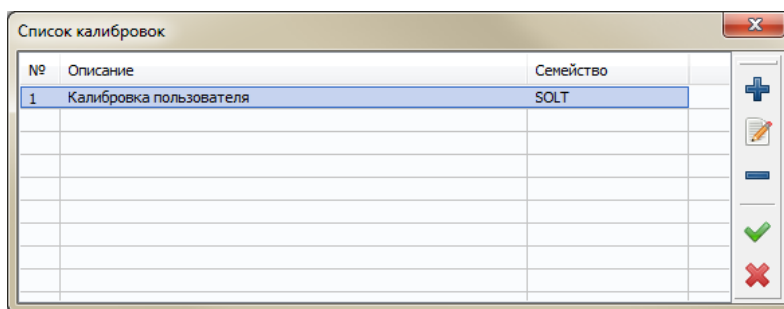 Список калибровок
№ Описание Семейство
1 Калибровка пользователя SOLT